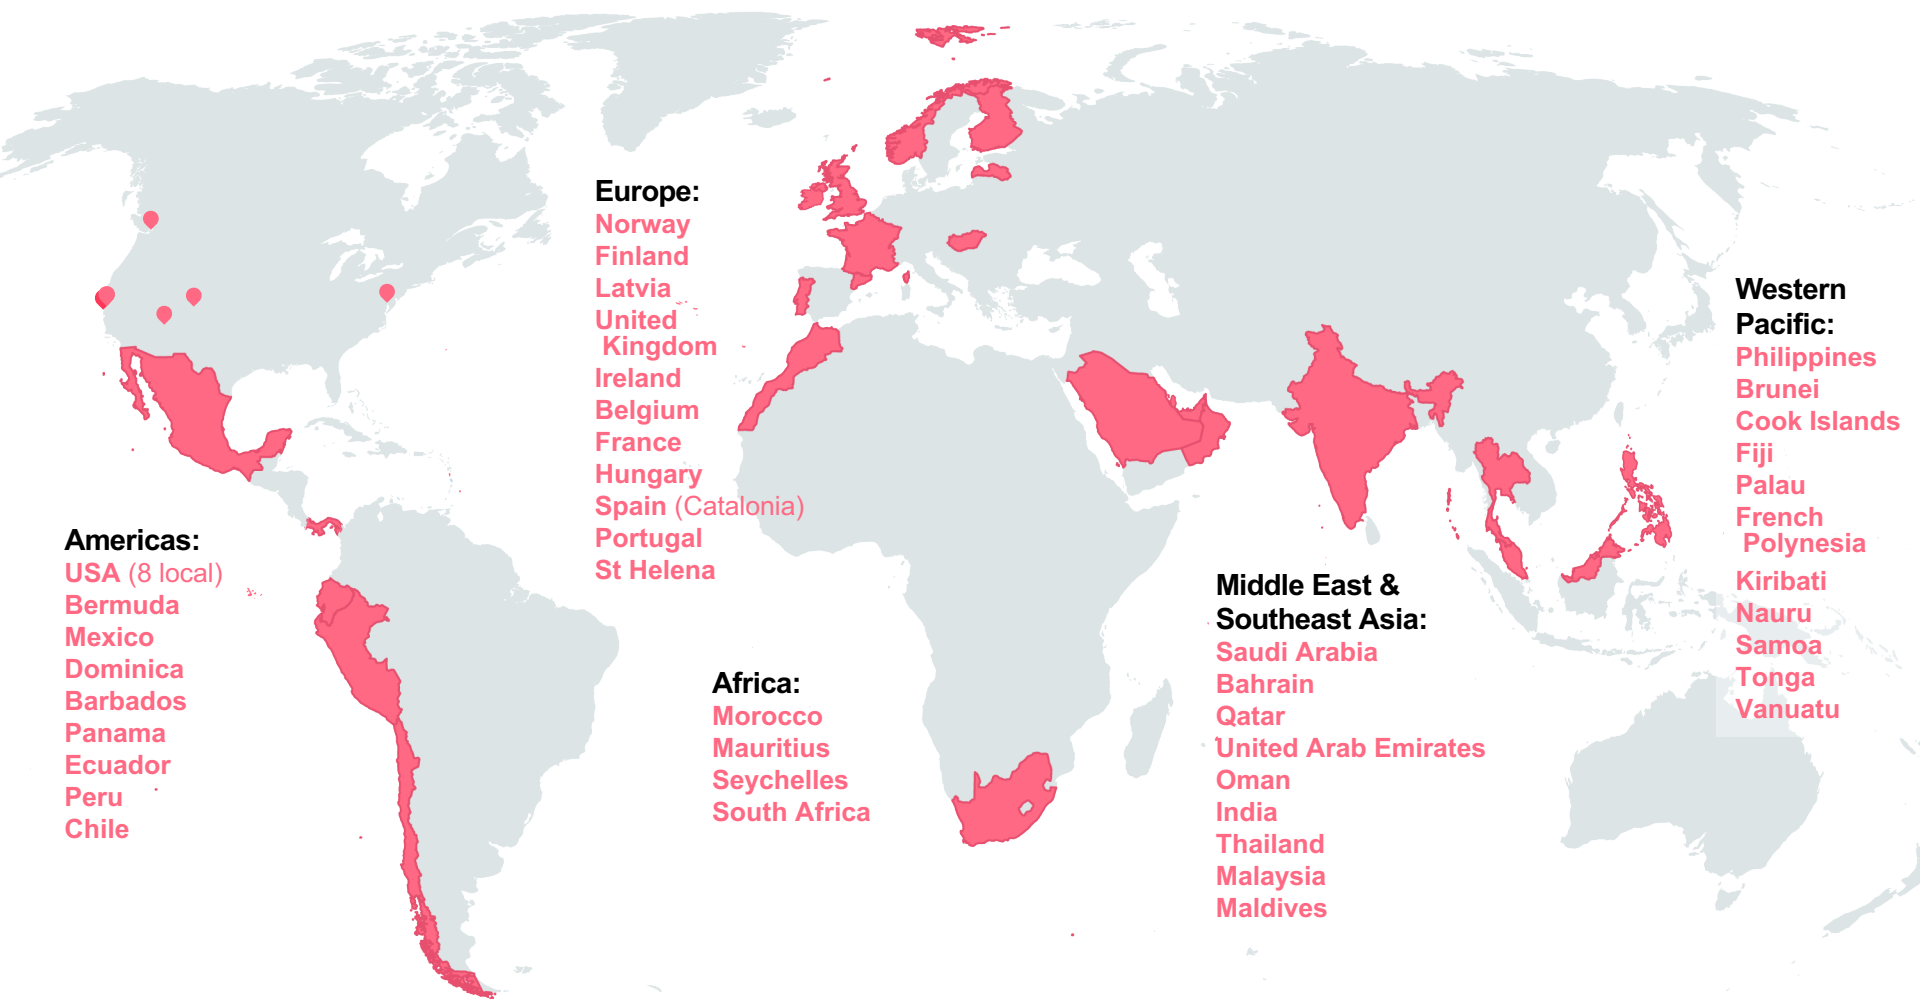 Europe:
Norway
Finland
Latvia
United
Kingdom
Ireland
Belgium
France
Hungary
Spain (Catalonia)
Portugal
St Helena
Americas:
USA (8 local)
Bermuda
Mexico
Dominica
Barbados
Panama
Ecuador
Peru
Chile
Africa:
Morocco
Mauritius
Seychelles
South Africa
Middle East &
Southeast Asia:
Saudi Arabia
Bahrain
Qatar
United Arab Emirates
Oman
India
Thailand
Malaysia
Maldives
Western
Pacific:
Philippines
Brunei
Cook Islands
Fiji
Palau
French
Polynesia
Kiribati
Nauru
Samoa
Tonga
Vanuatu